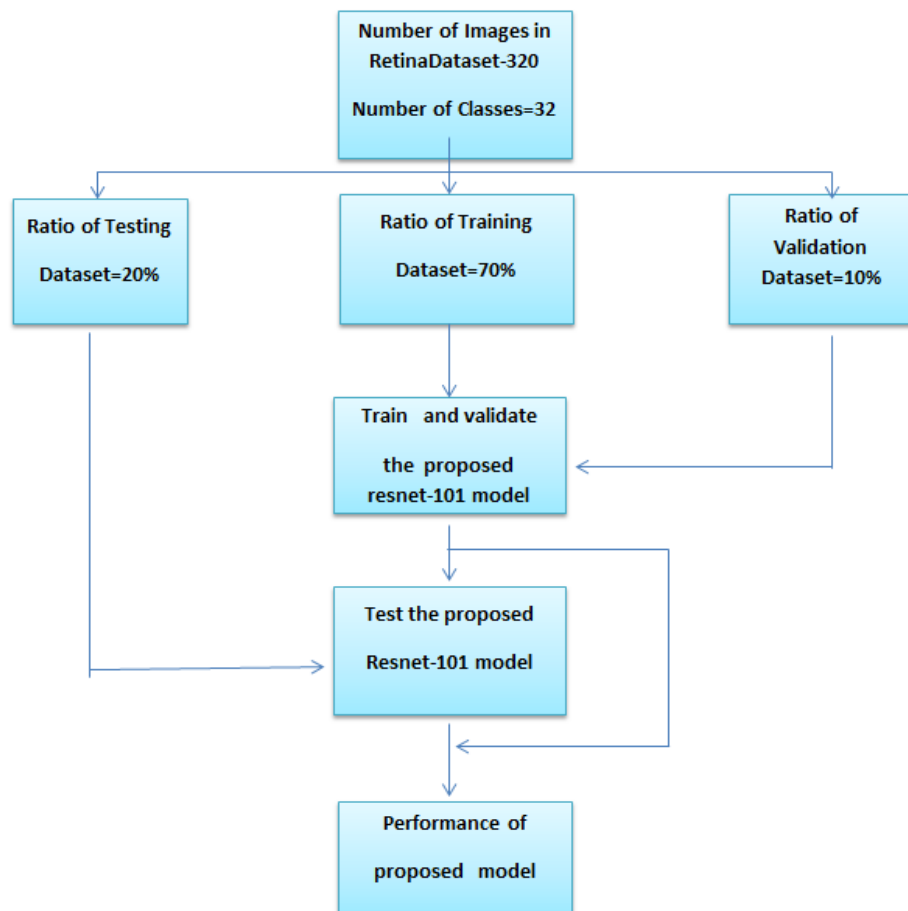 Number of Images in
RetinaDataset-320
Number of Classes=32
Ratio of Testing
Dataset=20%
Ratio of Training
Dataset=70%
Ratio of
Validation
Dataset=10%
Train and validate
the proposed
resnet-101 model
Test the proposed
Resnet-101 model
Performance of
proposed model